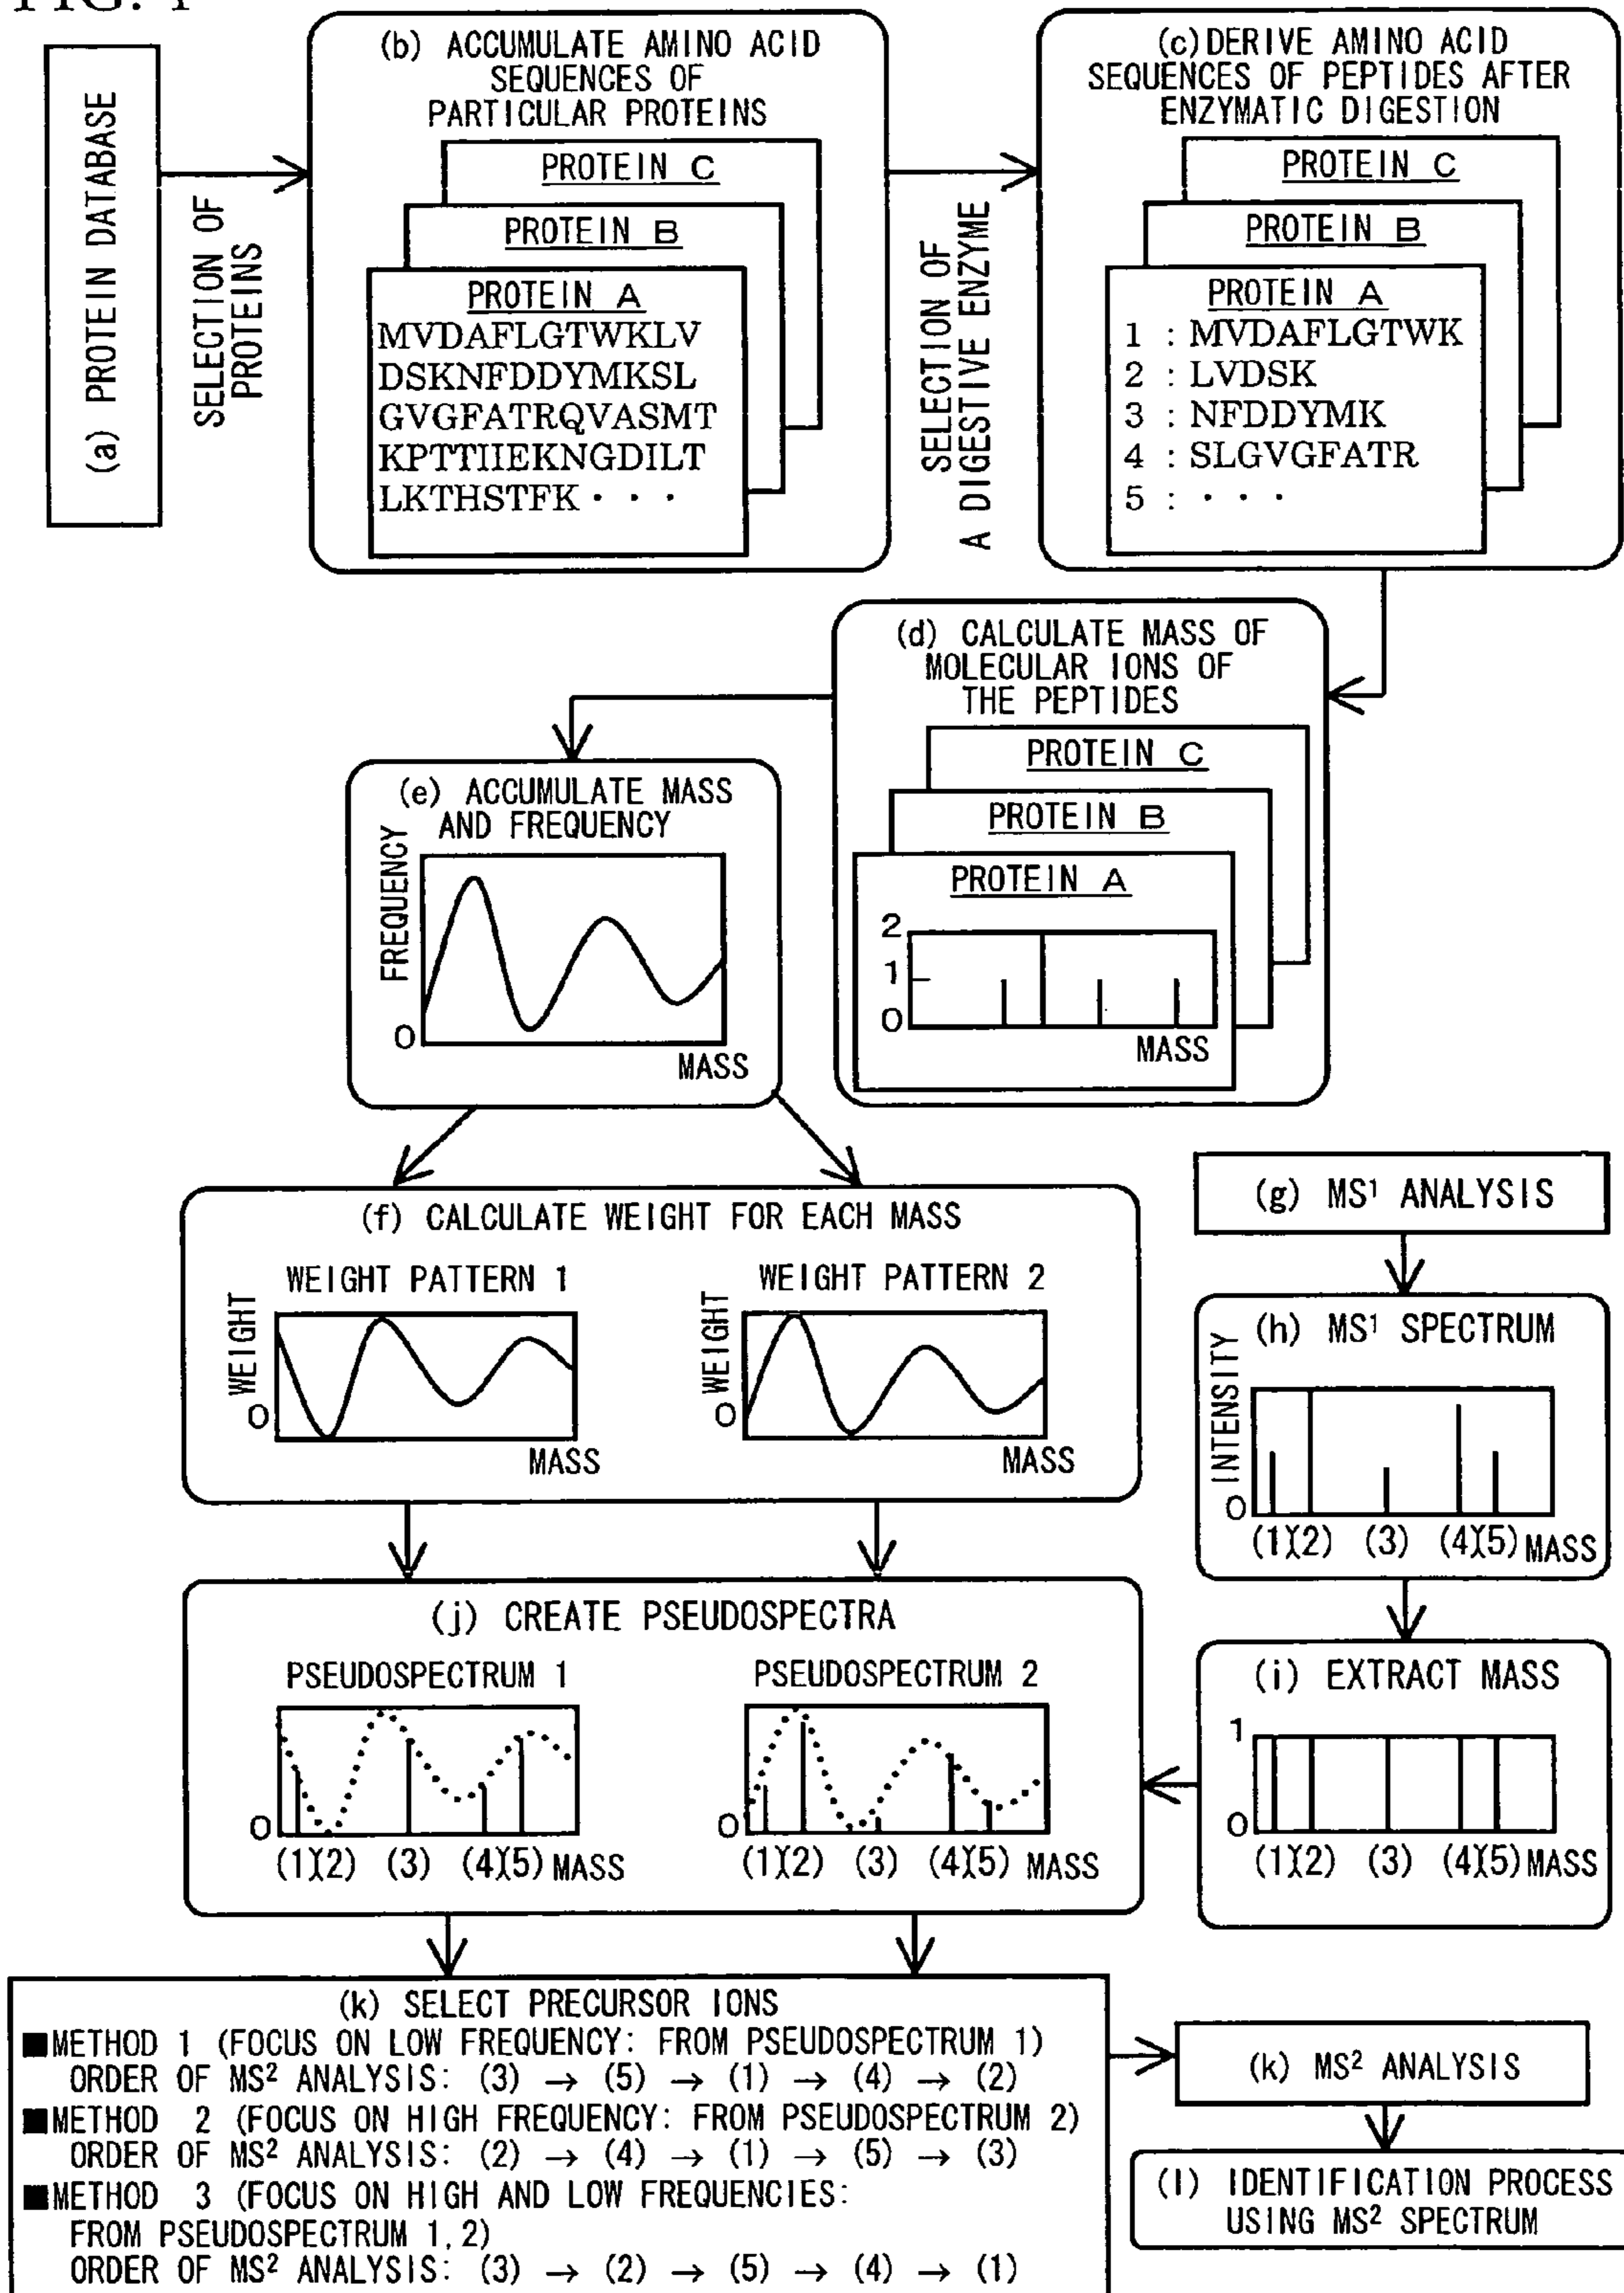 FIG. 1
(a) PROTEIN DATABASE
SELECTION OF
PROTEINS
(b) ACCUMULATE AMINO ACID
SEQUENCES OF
PARTICULAR PROTEINS
PROTEIN C
PROTEIN B
PROTEIN A
MVDAFLGTWKLV
DSKNFDDYMKSL
GVGFATRQVASMT
KPTTIIEKNGDILT
LKTHSTFK · · ·
SELECTION OF
A DIGESTIVE ENZYME
(c) DERIVE AMINO ACID
SEQUENCES OF PEPTIDES AFTER
ENZYMATIC DIGESTION
PROTEIN C
PROTEIN B
PROTEIN A
1 : MVDAFLGTWK
2 : LVDSK
3 : NFDDYMK
4 : SLGVGFATR
5 : · · ·
(d) CALCULATE MASS OF
MOLECULAR IONS OF
THE PEPTIDES
PROTEIN C
PROTEIN B
PROTEIN A
2
1
0
MASS
(e) ACCUMULATE MASS
AND FREQUENCY
FREQUENCY
0
MASS
(f) CALCULATE WEIGHT FOR EACH MASS
WEIGHT PATTERN 1
WEIGHT
0
MASS
WEIGHT PATTERN 2
WEIGHT
0
MASS
(g) MS¹ ANALYSIS
(h) MS¹ SPECTRUM
INTENSITY
0
(1)(2) (3) (4)(5) MASS
(i) EXTRACT MASS
1
0
(1)(2) (3) (4)(5) MASS
(j) CREATE PSEUDOSPECTRA
PSEUDOSPECTRUM 1
0
(1)(2) (3) (4)(5) MASS
PSEUDOSPECTRUM 2
0
(1)(2) (3) (4)(5) MASS
(k) SELECT PRECURSOR IONS
■METHOD 1 (FOCUS ON LOW FREQUENCY: FROM PSEUDOSPECTRUM 1)
ORDER OF MS² ANALYSIS: (3) → (5) → (1) → (4) → (2)
■METHOD 2 (FOCUS ON HIGH FREQUENCY: FROM PSEUDOSPECTRUM 2)
ORDER OF MS² ANALYSIS: (2) → (4) → (1) → (5) → (3)
■METHOD 3 (FOCUS ON HIGH AND LOW FREQUENCIES:
FROM PSEUDOSPECTRUM 1, 2)
ORDER OF MS² ANALYSIS: (3) → (2) → (5) → (4) → (1)
(k) MS² ANALYSIS
(l) IDENTIFICATION PROCESS
USING MS² SPECTRUM